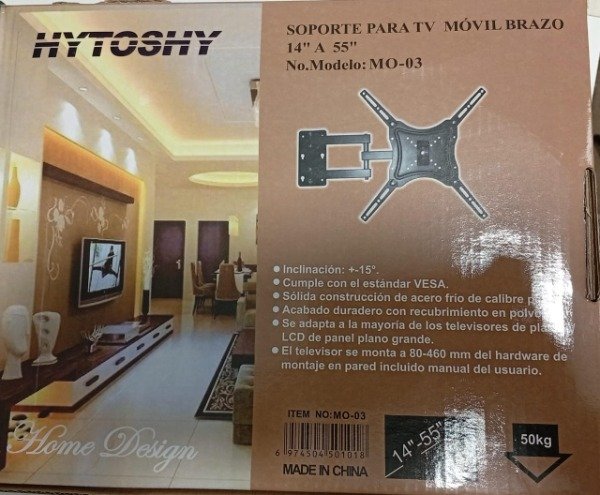 HYTOSHY
SOPORTE PARA TV MÓVIL BRAZO
14" A 55"
No.Modelo: MO-03
Inclinación: +-15°.
Cumple con el estándar VESA.
Sólida construcción de acero frío de calibre
Acabado duradero con recubrimiento en polvo
Se adapta a la mayoría de los televisores de
LCD de panel plano grande.
El televisor se monta a 80-460 mm del hardware de
montaje en pared incluido manual del usuario.
Home Design
ITEM NO:MO-03
6 974504 501018
MADE IN CHINA
14"-55"
50kg